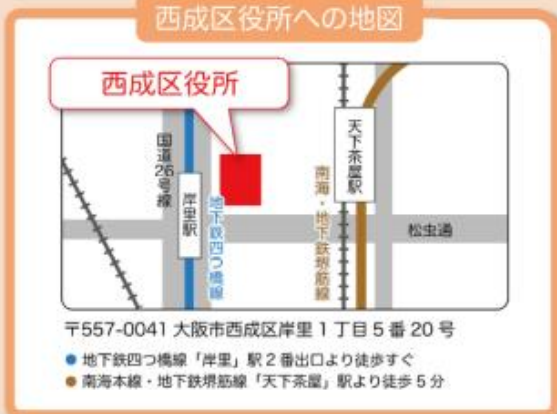 西成区役所への地図
西成区役所
国道26号線
岸里駅
地下鉄四つ橋線
南海・地下鉄堺筋線
天下茶屋駅
松虫通
〒557-0041 大阪市西成区岸里1丁目5番20号
● 地下鉄四つ橋線「岸里」駅2番出口より徒歩すぐ
● 南海本線・地下鉄堺筋線「天下茶屋」駅より徒歩5分